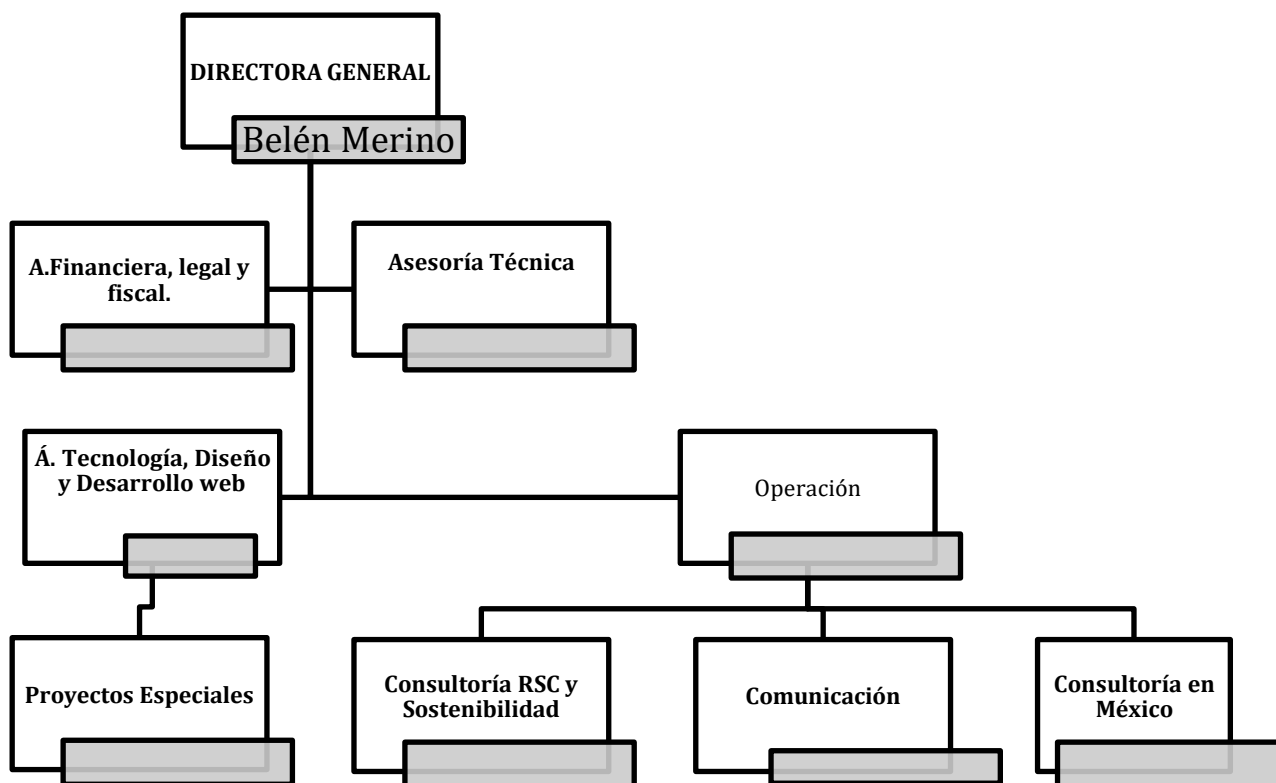 DIRECTORA GENERAL
Belén Merino
A.Financiera, legal y
fiscal.
Asesoría Técnica
Á. Tecnología, Diseño
y Desarrollo web
Operación
Proyectos Especiales
Consultoría RSC y
Sostenibilidad
Comunicación
Consultoría en
México